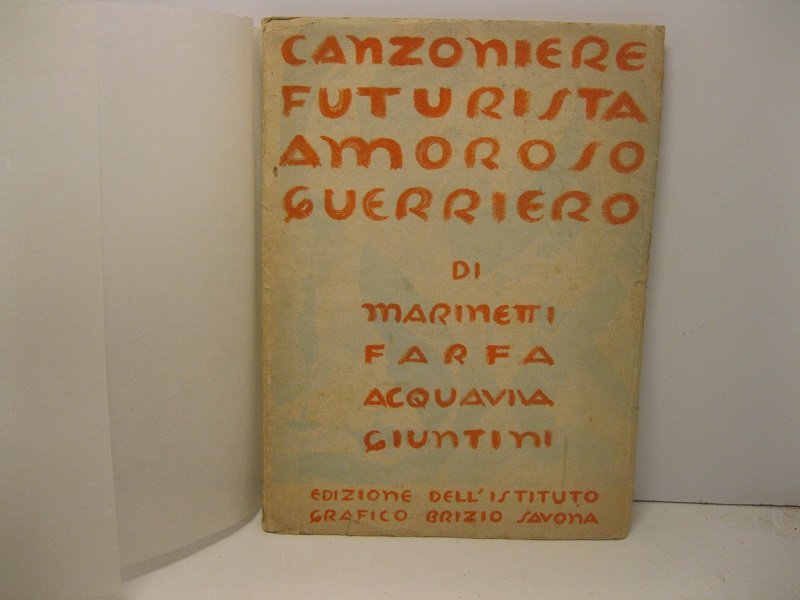 CANZONIERE
FUTURISTA
AMOROSO
GUERRIERO
DI
MARINETTI
FARFA
ACQUAVIVA
GIUNTINI
EDIZIONE DELL'ISTITUTO
GRAFICO BRIZIO SAVONA